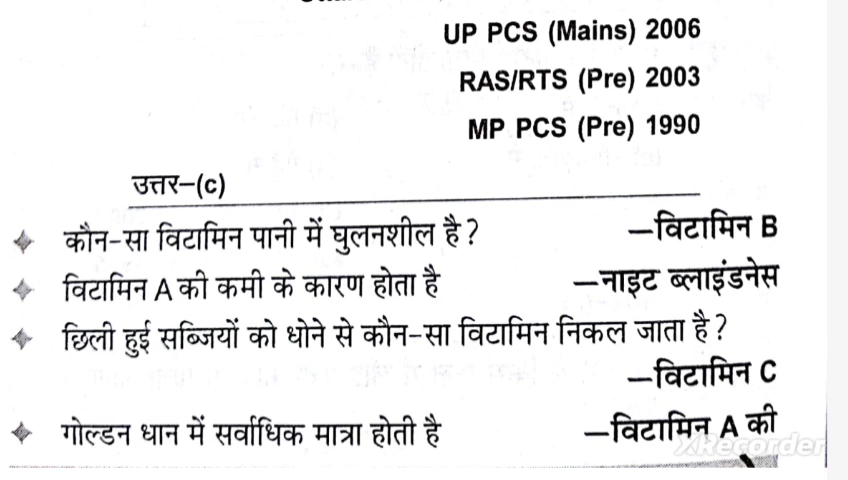 UP PCS (Mains) 2006
RAS/RTS (Pre) 2003
MP PCS (Pre) 1990
उत्तर–(c)
कौन-सा विटामिन पानी में घुलनशील है? –विटामिन B
विटामिन A की कमी के कारण होता है –नाइट ब्लाइंडनेस
छिली हुई सब्जियों को धोने से कौन-सा विटामिन निकल जाता है?
–विटामिन C
गोल्डन धान में सर्वाधिक मात्रा होती है –विटामिन A की
XRecorder